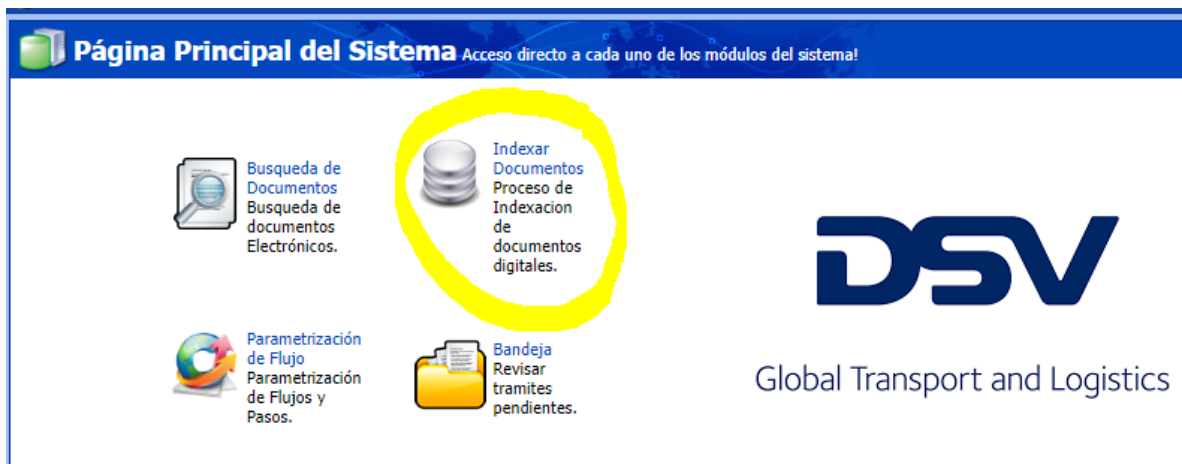 Página Principal del Sistema Acceso directo a cada uno de los módulos del sistema!
Busqueda de
Documentos
Busqueda de
documentos
Electrónicos.
Indexar
Documentos
Proceso de
Indexacion
de
documentos
digitales.
Parametrización
de Flujo
Parametrización
de Flujos y
Pasos.
Bandeja
Revisar
tramites
pendientes.
DSV
Global Transport and Logistics